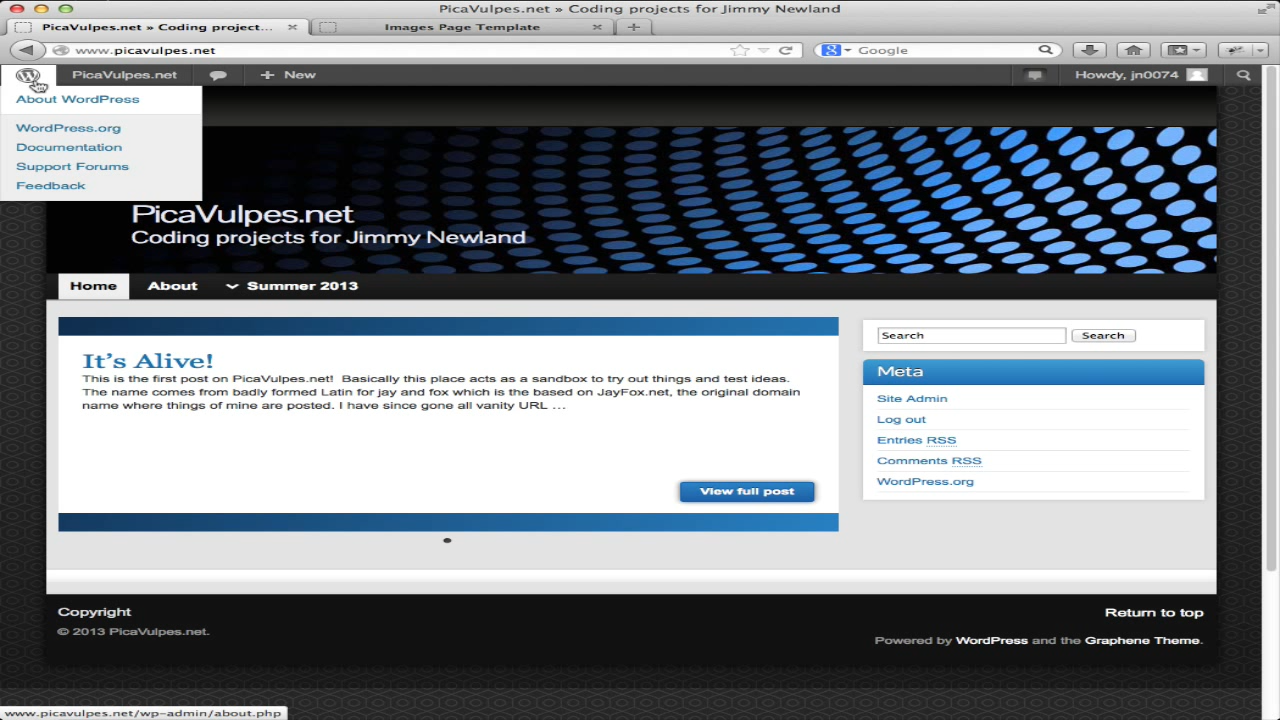 PicaVulpes.net » Coding projects for Jimmy Newland
PicaVulpes.net » Coding project...
Images Page Template
www.picavulpes.net
Google
PicaVulpes.net
New
Howdy, jn0074
About WordPress
WordPress.org
Documentation
Support Forums
Feedback
PicaVulpes.net
Coding projects for Jimmy Newland
Home
About
Summer 2013
It's Alive!
This is the first post on PicaVulpes.net! Basically this place acts as a sandbox to try out things and test ideas.
The name comes from badly formed Latin for jay and fox which is the based on JayFox.net, the original domain
name where things of mine are posted. I have since gone all vanity URL ...
View full post
Search
Search
Meta
Site Admin
Log out
Entries RSS
Comments RSS
WordPress.org
Copyright
© 2013 PicaVulpes.net.
Return to top
Powered by WordPress and the Graphene Theme.
www.picavulpes.net/wp-admin/about.php